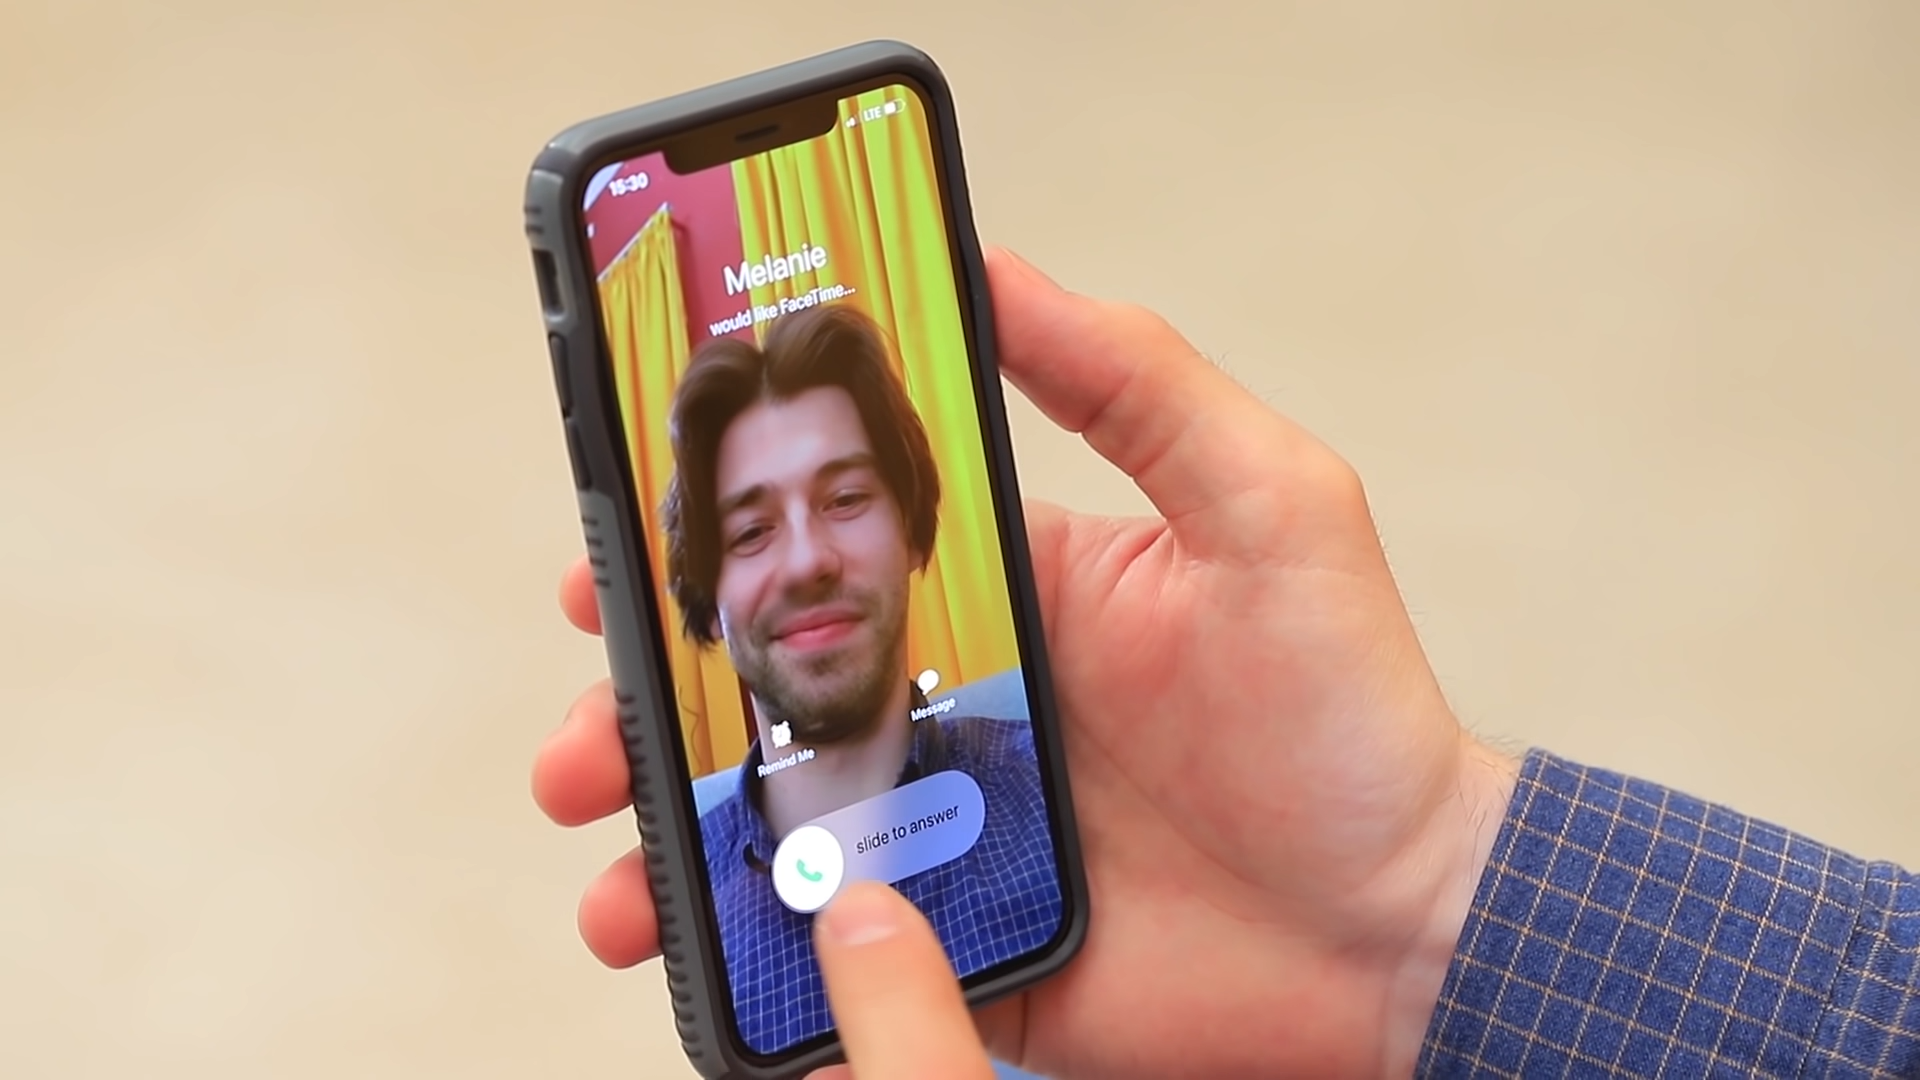 LTE
15:30
Melanie
would like FaceTime...
Message
Remind Me
slide to answer